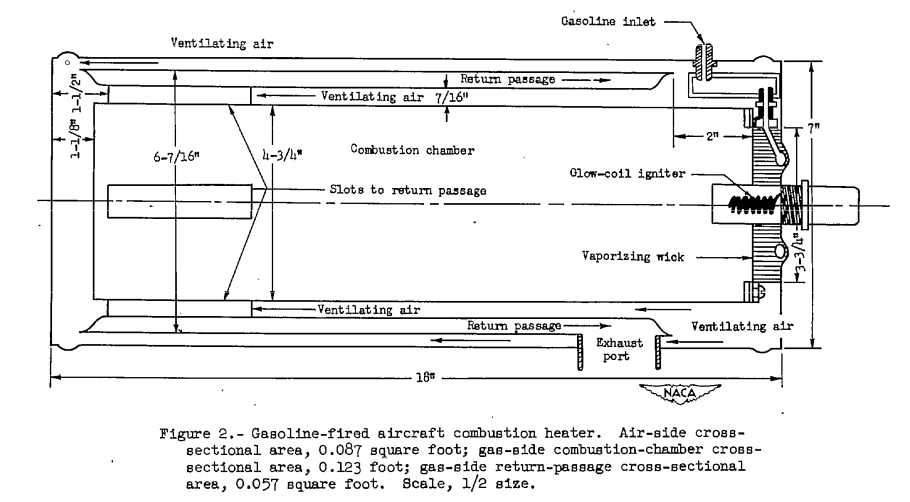 Gasoline inlet
Ventilating air
Return passage
1-1/2"
Ventilating air 7/16"
1-1/8"
6-7/16"
4-3/4"
2"
7"
Combustion chamber
Glow-coil igniter
Slots to return passage
Vaporizing wick
3-3/4"
Ventilating air
Return passage
Ventilating air
Exhaust
port
18"
NACA
Figure 2.- Gasoline-fired aircraft combustion heater. Air-side cross-
sectional area, 0.087 square foot; gas-side combustion-chamber cross-
sectional area, 0.123 foot; gas-side return-passage cross-sectional
area, 0.057 square foot. Scale, 1/2 size.